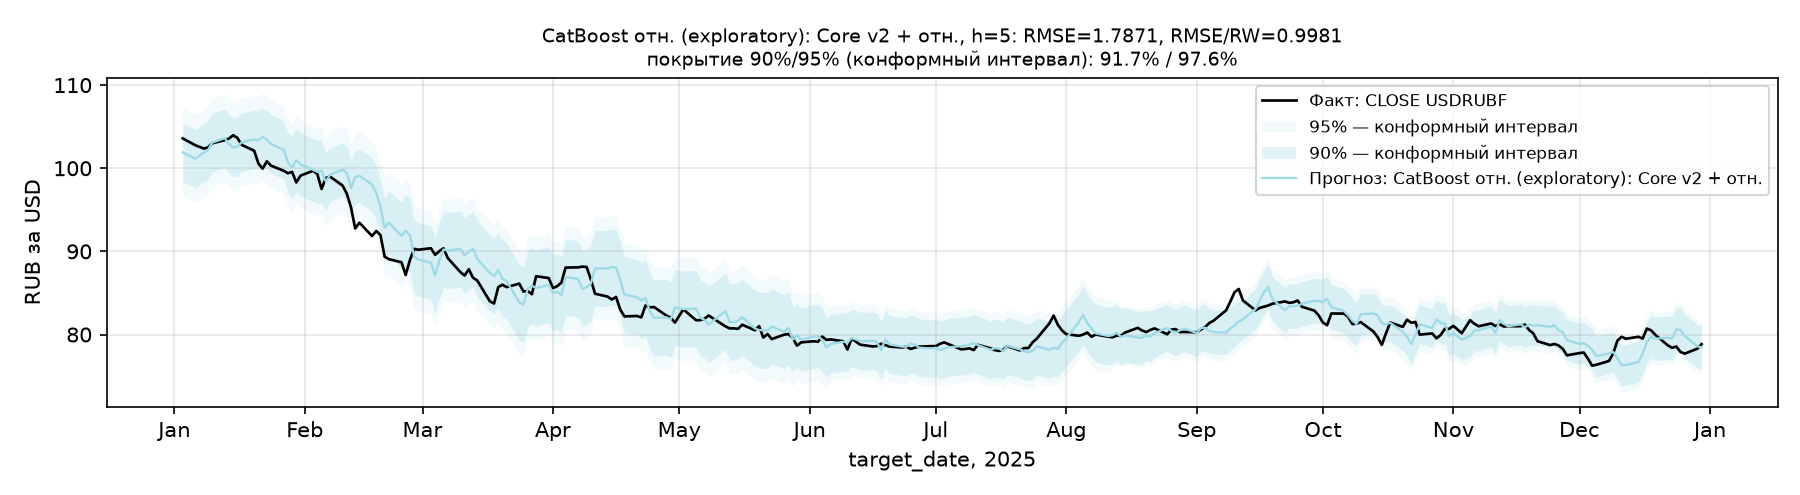 CatBoost отн. (exploratory): Core v2 + отн., h=5: RMSE=1.7871, RMSE/RW=0.9981
покрытие 90%/95% (конформный интервал): 91.7% / 97.6%
110
100
90
80
RUB за USD
Факт: CLOSE USDRUBF
95% — конформный интервал
90% — конформный интервал
Прогноз: CatBoost отн. (exploratory): Core v2 + отн.
Jan Feb Mar Apr May Jun Jul Aug Sep Oct Nov Dec Jan
target_date, 2025